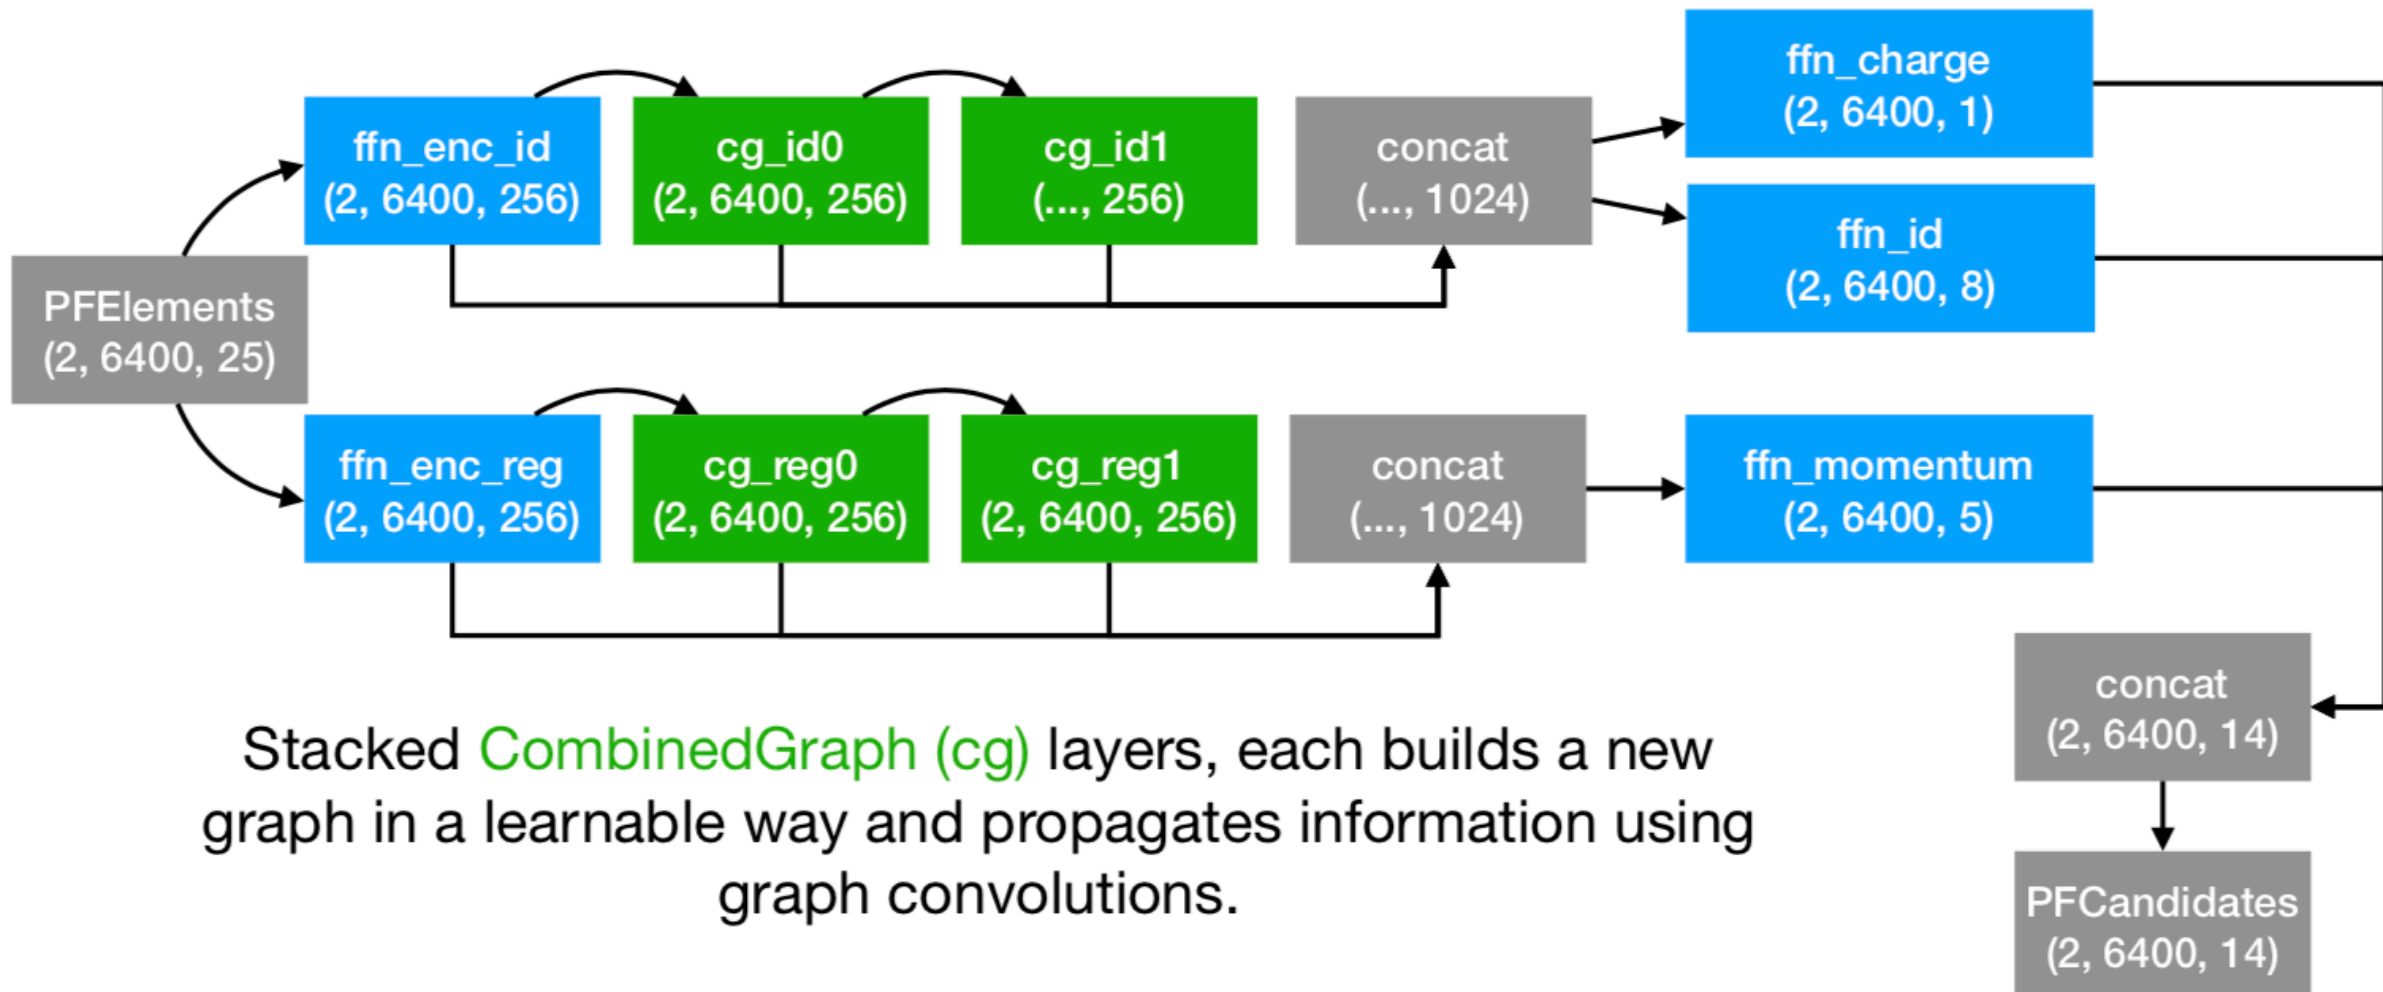 PFElements
(2, 6400, 25)
ffn_enc_id
(2, 6400, 256)
cg_id0
(2, 6400, 256)
cg_id1
(..., 256)
concat
(..., 1024)
ffn_charge
(2, 6400, 1)
ffn_id
(2, 6400, 8)
ffn_enc_reg
(2, 6400, 256)
cg_reg0
(2, 6400, 256)
cg_reg1
(2, 6400, 256)
concat
(..., 1024)
ffn_momentum
(2, 6400, 5)
concat
(2, 6400, 14)
PFCandidates
(2, 6400, 14)
Stacked CombinedGraph (cg) layers, each builds a new
graph in a learnable way and propagates information using
graph convolutions.